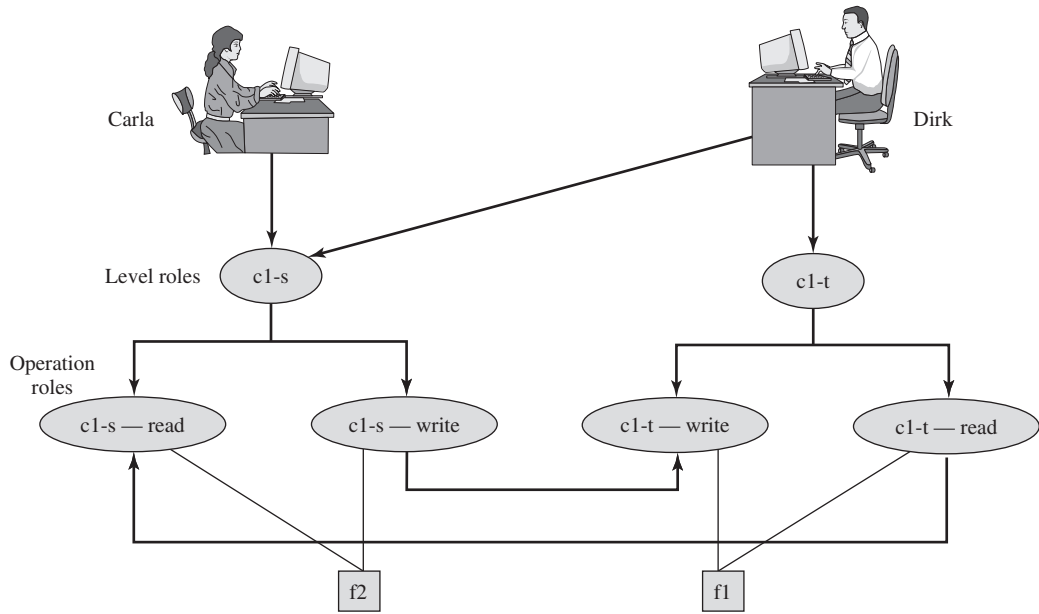 Carla
Dirk
Level roles
c1-s
c1-t
Operation
roles
c1-s — read
c1-s — write
c1-t — write
c1-t — read
f2
f1